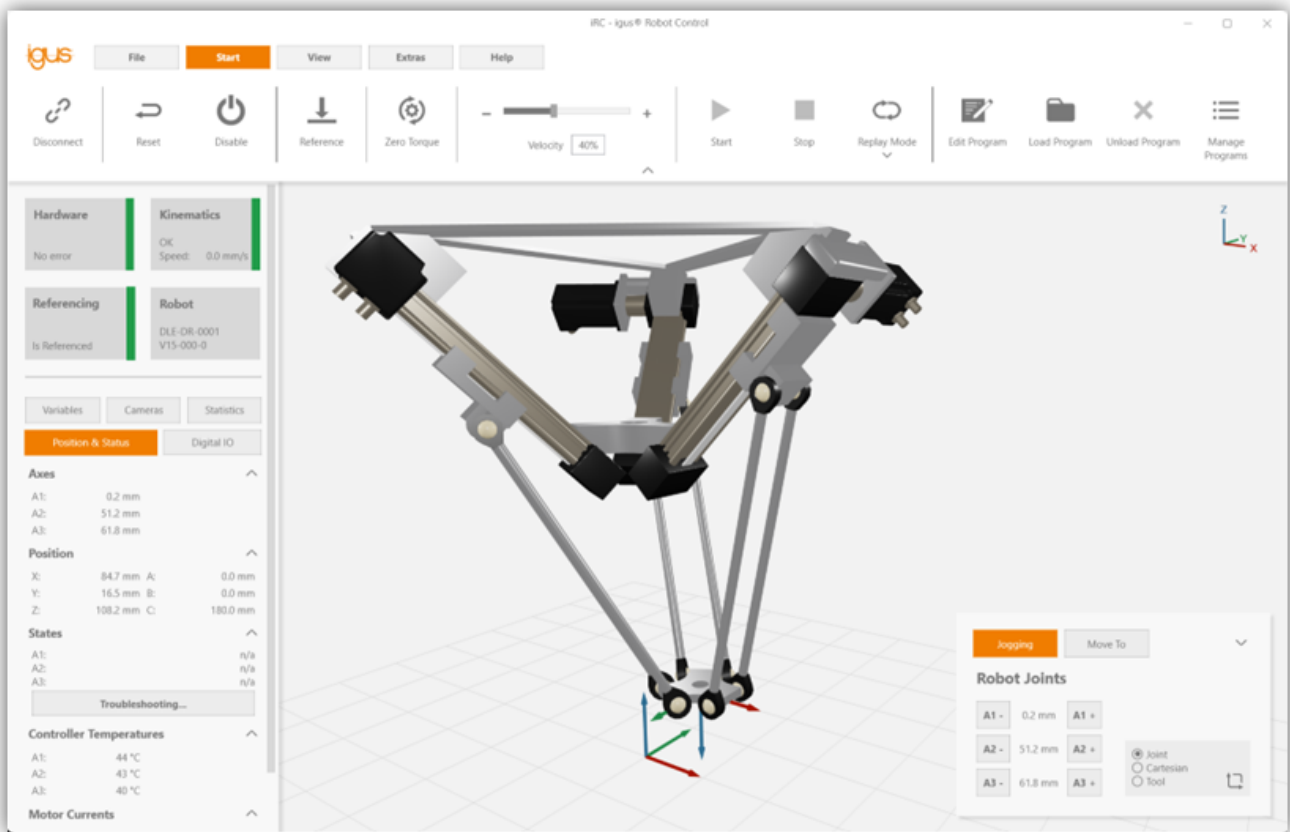 iRC - igus® Robot Control
igus
File
Start
View
Extras
Help
Disconnect
Reset
Disable
Reference
Zero Torque
Velocity 40%
Start
Stop
Replay Mode
Edit Program
Load Program
Unload Program
Manage
Programs
Z
Y
X
Hardware
No error
Kinematics
OK
Speed: 0.0 mm/s
Referencing
Is Referenced
Robot
DLE-DR-0001
V15-000-0
Variables
Cameras
Statistics
Position & Status
Digital IO
Axes
A1: 0.2 mm
A2: 51.2 mm
A3: 61.8 mm
Position
X: 84.7 mm A: 0.0 mm
Y: 16.5 mm B: 0.0 mm
Z: 108.2 mm C: 180.0 mm
States
A1: n/a
A2: n/a
A3: n/a
Troubleshooting...
Controller Temperatures
A1: 44 °C
A2: 43 °C
A3: 40 °C
Motor Currents
Jogging
Move To
Robot Joints
A1 - 0.2 mm A1 +
A2 - 51.2 mm A2 +
A3 - 61.8 mm A3 +
Joint
Cartesian
Tool